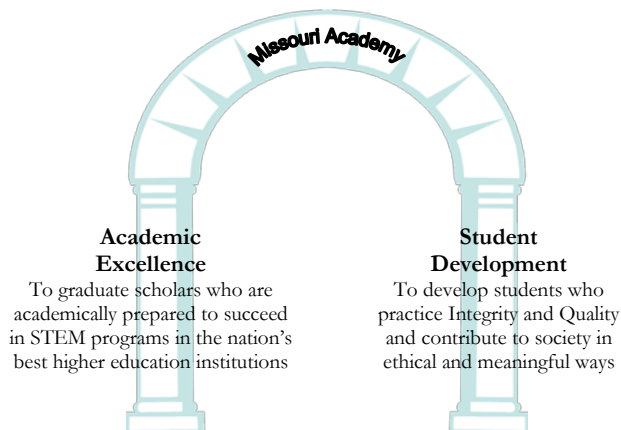 Missouri Academy
Academic
Excellence
To graduate scholars who are
academically prepared to succeed
in STEM programs in the nation’s
best higher education institutions
Student
Development
To develop students who
practice Integrity and Quality
and contribute to society in
ethical and meaningful ways